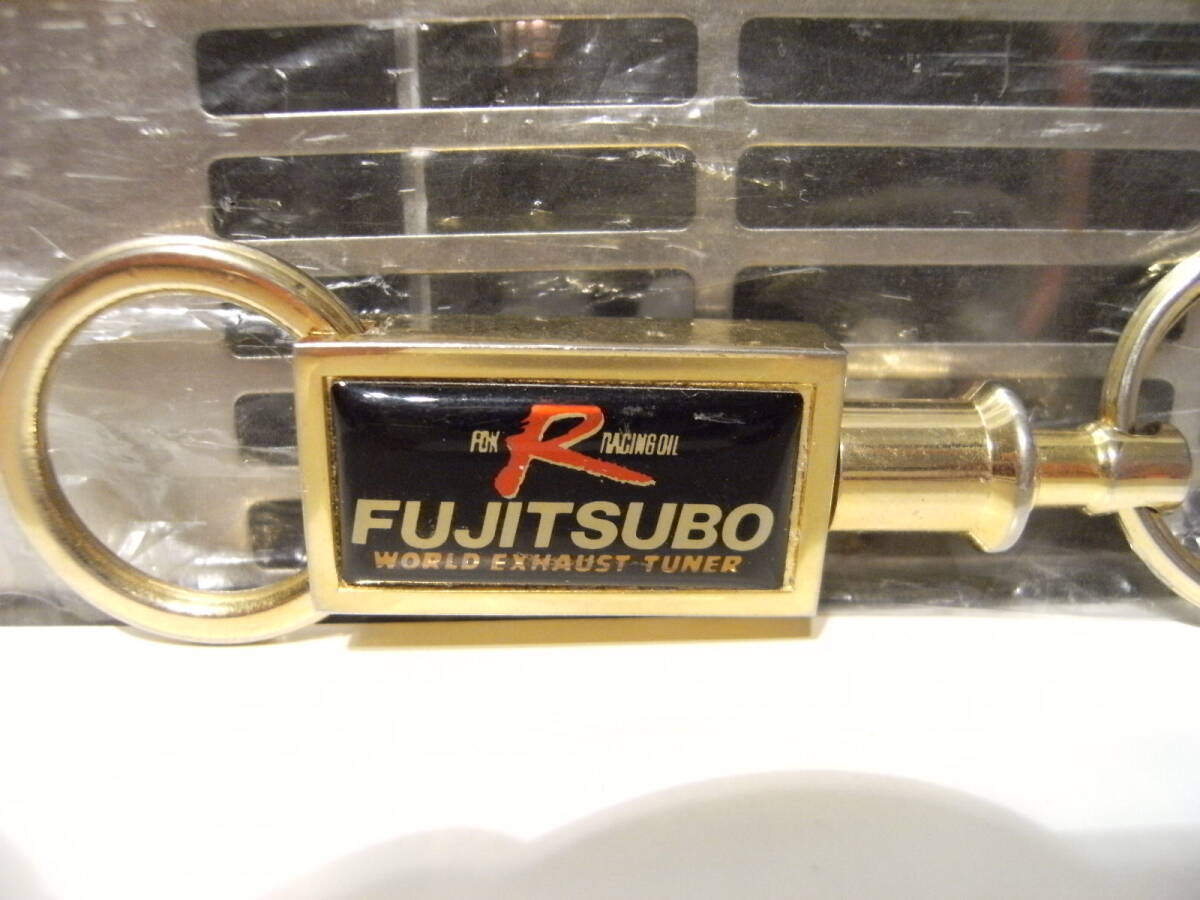 FOX R RACING OIL
FUJITSUBO
WORLD EXHAUST TUNER